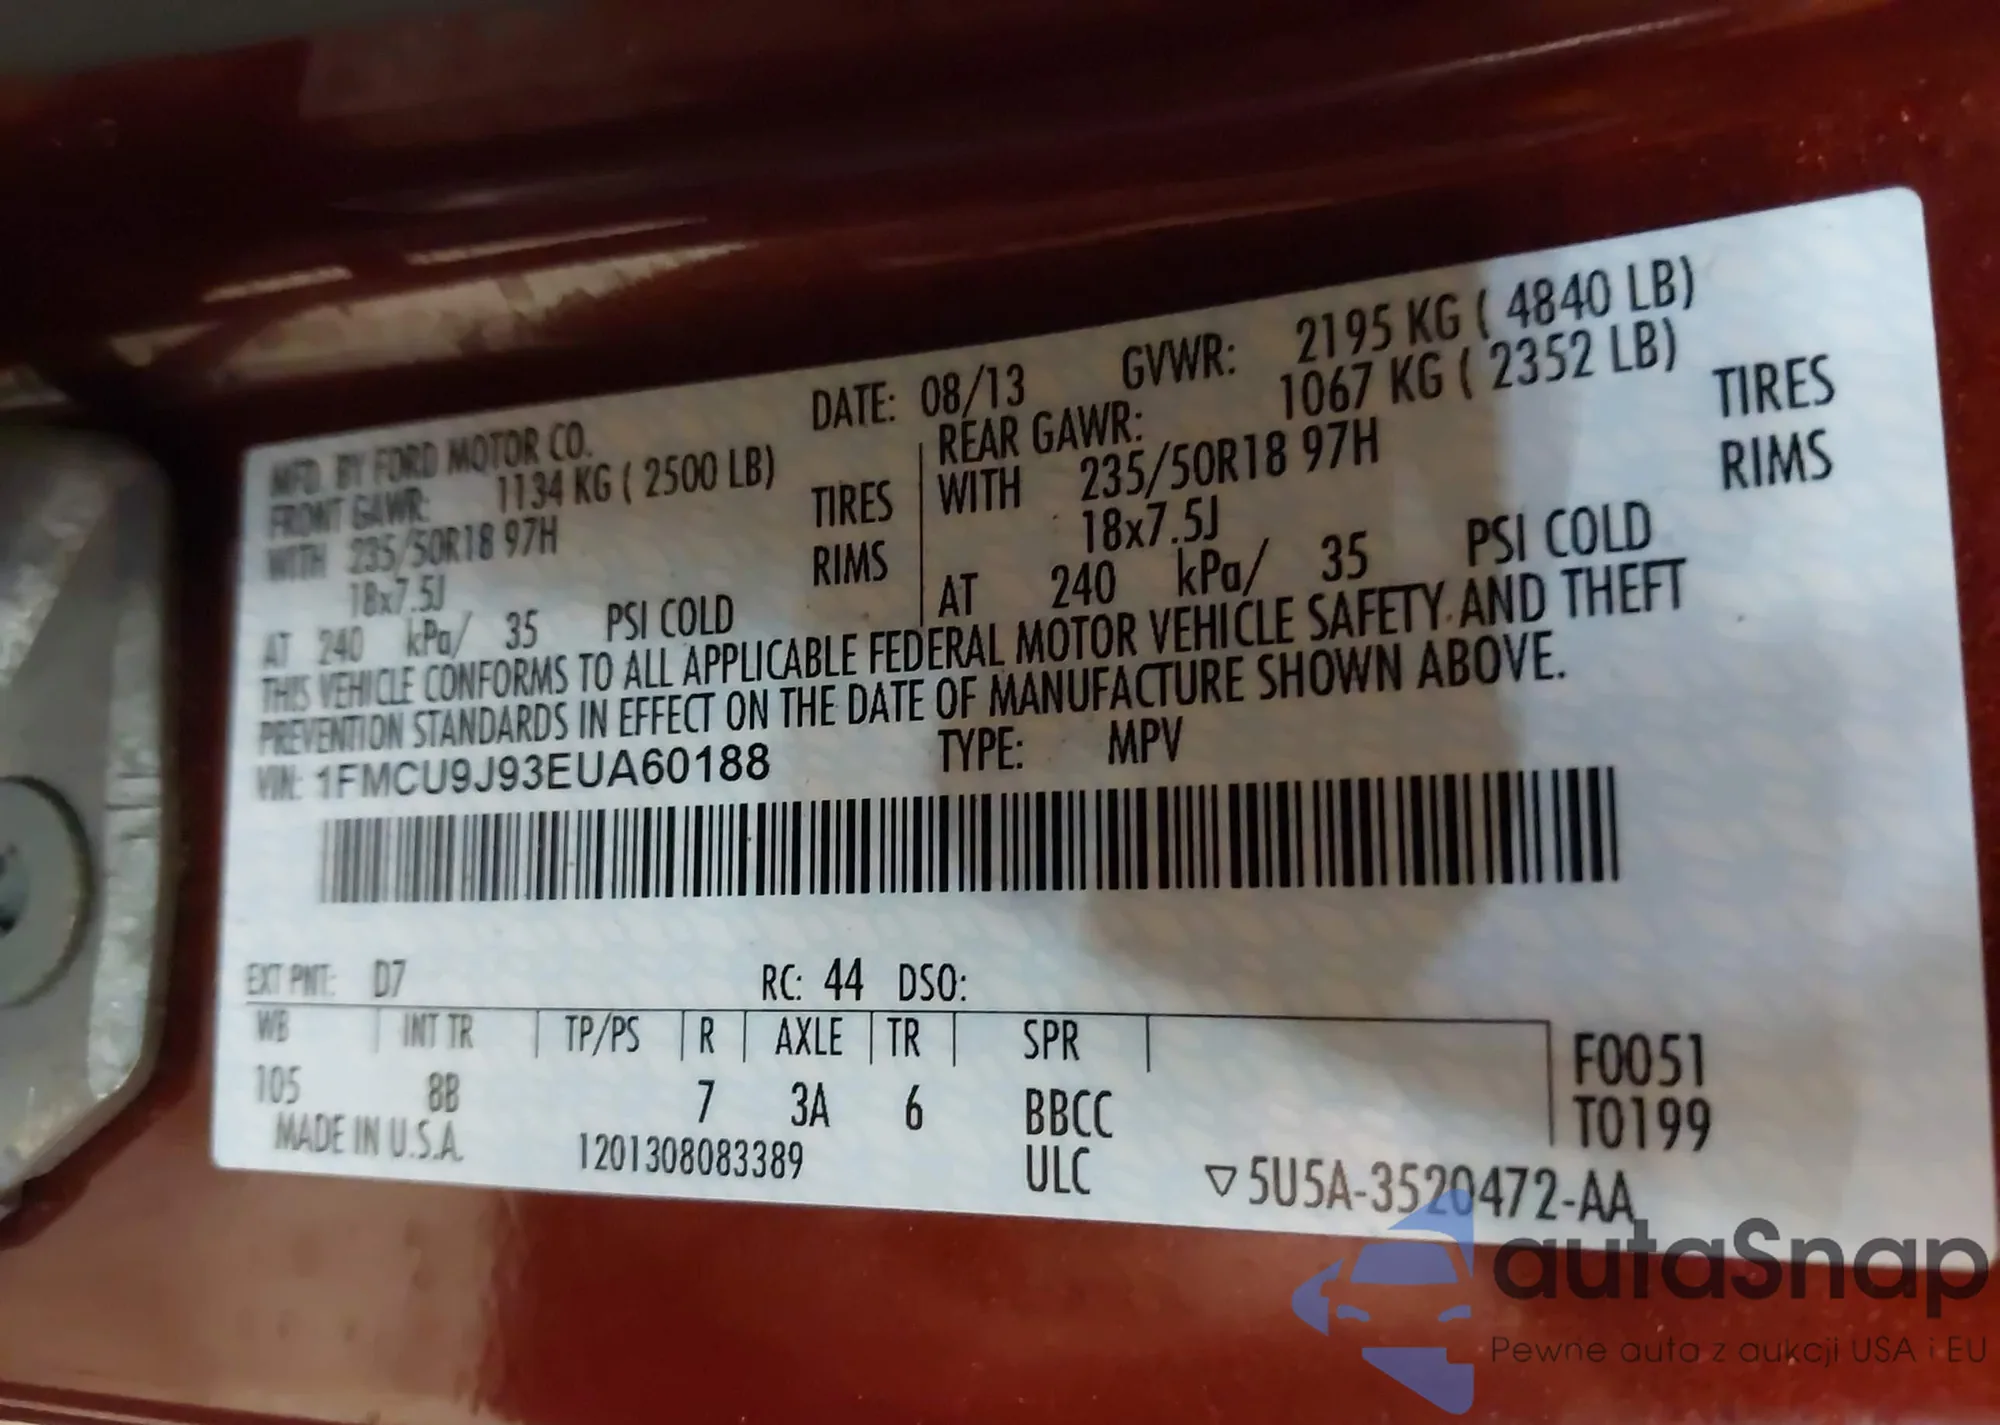 MFD. BY FORD MOTOR CO. DATE: 08/13 GVWR: 2195 KG ( 4840 LB)
FRONT GAWR: 1134 KG ( 2500 LB) REAR GAWR: 1067 KG ( 2352 LB)
WITH 235/50R18 97H TIRES WITH 235/50R18 97H TIRES
18x7.5J RIMS 18x7.5J RIMS
AT 240 kPa/ 35 PSI COLD AT 240 kPa/ 35 PSI COLD
THIS VEHICLE CONFORMS TO ALL APPLICABLE FEDERAL MOTOR VEHICLE SAFETY AND THEFT
PREVENTION STANDARDS IN EFFECT ON THE DATE OF MANUFACTURE SHOWN ABOVE.
VIN: 1FMCU9J93EUA60188 TYPE: MPV
EXT PNT: D7 RC: 44 DSO:
WB INT TR TP/PS R AXLE TR SPR F0051
105 8B 7 3A 6 BBCC T0199
MADE IN U.S.A. 1201308083389 ULC ▽5U5A-3520472-AA
autaSnap
Pewne auta z aukcji USA i EU